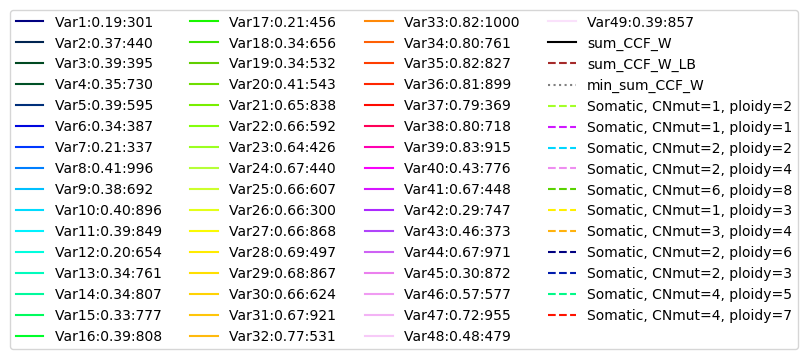 Var1:0.19:301
Var2:0.37:440
Var3:0.39:395
Var4:0.35:730
Var5:0.39:595
Var6:0.34:387
Var7:0.21:337
Var8:0.41:996
Var9:0.38:692
Var10:0.40:896
Var11:0.39:849
Var12:0.20:654
Var13:0.34:761
Var14:0.34:807
Var15:0.33:777
Var16:0.39:808
Var17:0.21:456
Var18:0.34:656
Var19:0.34:532
Var20:0.41:543
Var21:0.65:838
Var22:0.66:592
Var23:0.64:426
Var24:0.67:440
Var25:0.66:607
Var26:0.66:300
Var27:0.66:868
Var28:0.69:497
Var29:0.68:867
Var30:0.66:624
Var31:0.67:921
Var32:0.77:531
Var33:0.82:1000
Var34:0.80:761
Var35:0.82:827
Var36:0.81:899
Var37:0.79:369
Var38:0.80:718
Var39:0.83:915
Var40:0.43:776
Var41:0.67:448
Var42:0.29:747
Var43:0.46:373
Var44:0.67:971
Var45:0.30:872
Var46:0.57:577
Var47:0.72:955
Var48:0.48:479
Var49:0.39:857
sum_CCF_W
sum_CCF_W_LB
min_sum_CCF_W
Somatic, CNmut=1, ploidy=2
Somatic, CNmut=1, ploidy=1
Somatic, CNmut=2, ploidy=2
Somatic, CNmut=2, ploidy=4
Somatic, CNmut=6, ploidy=8
Somatic, CNmut=1, ploidy=3
Somatic, CNmut=3, ploidy=4
Somatic, CNmut=2, ploidy=6
Somatic, CNmut=2, ploidy=3
Somatic, CNmut=4, ploidy=5
Somatic, CNmut=4, ploidy=7